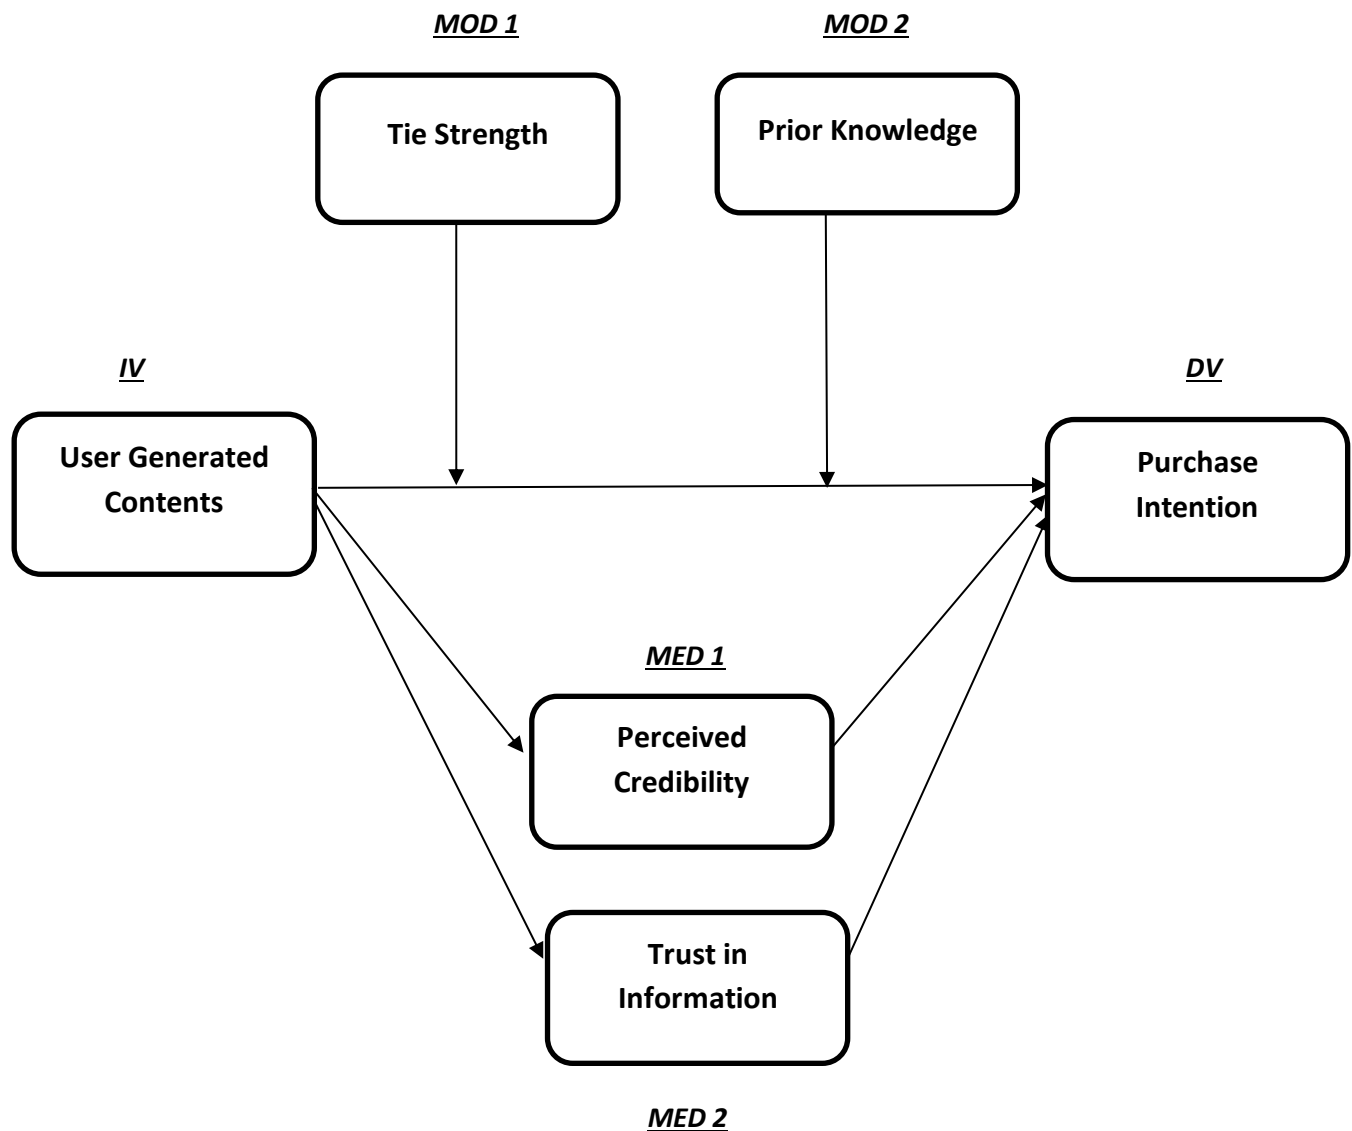 MOD 1
MOD 2
Tie Strength
Prior Knowledge
IV
DV
User Generated
Contents
Purchase
Intention
MED 1
Perceived
Credibility
Trust in
Information
MED 2